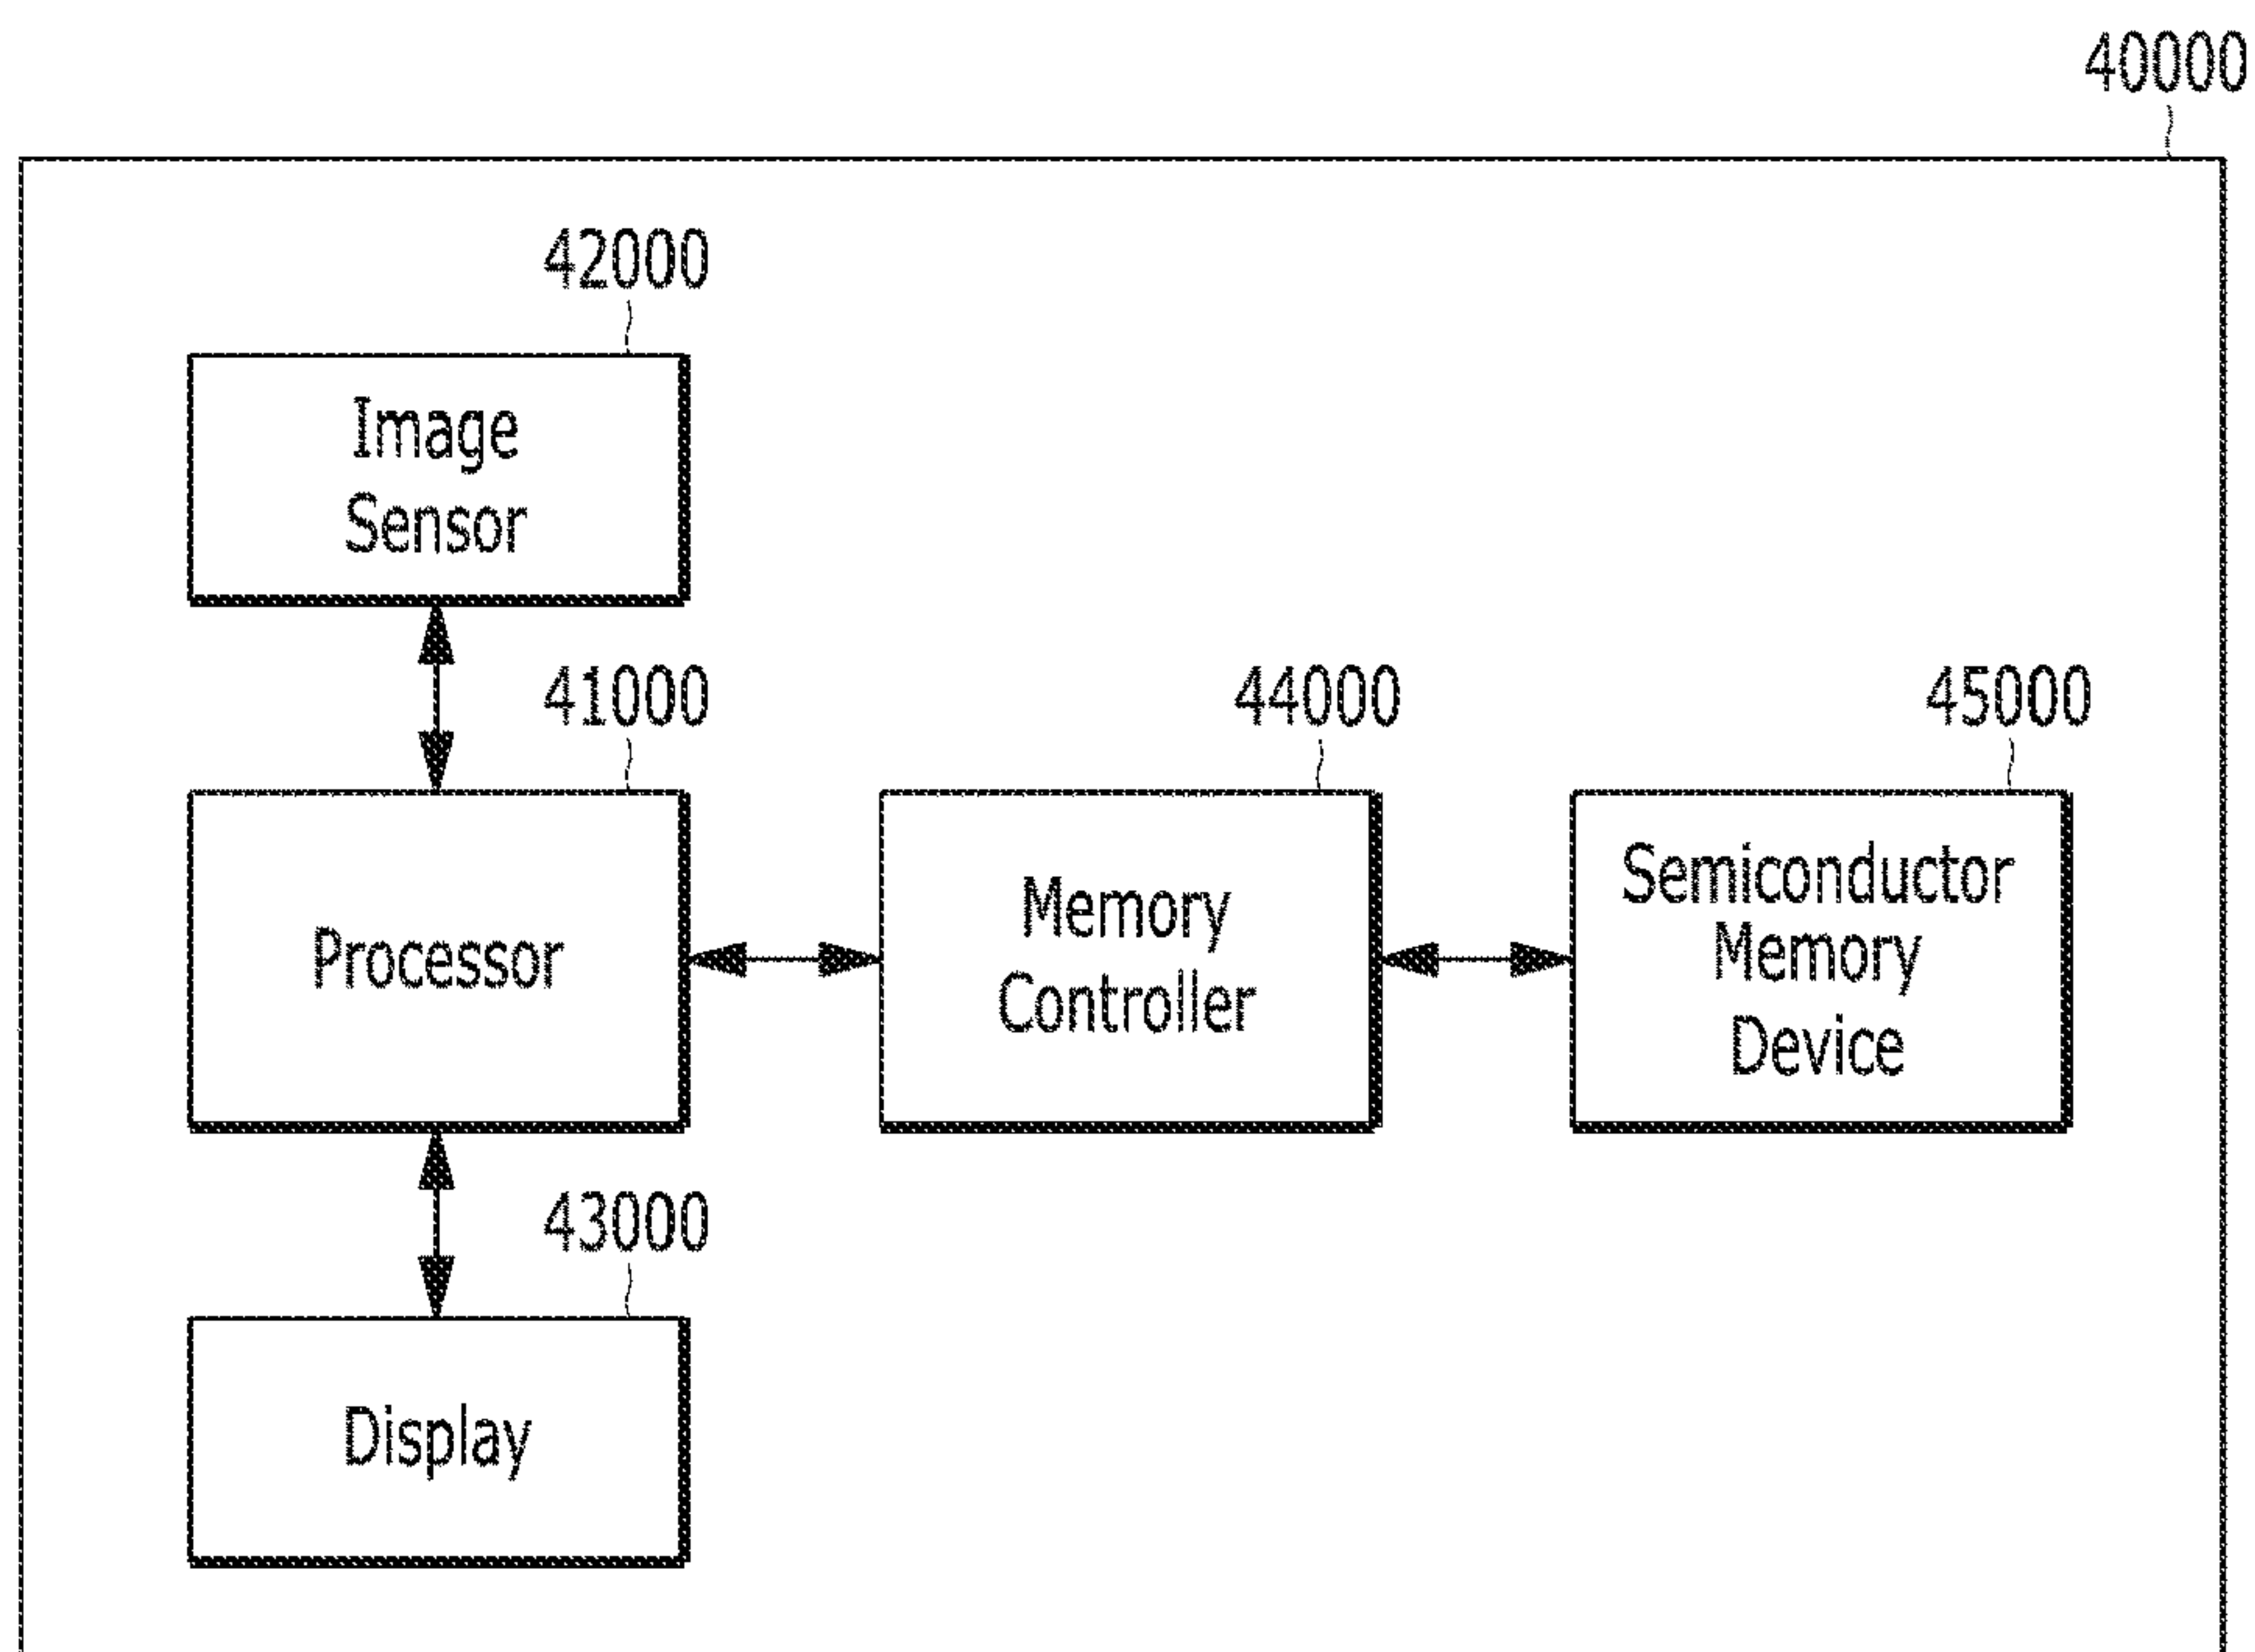 40000
42000
Image
Sensor
41000
44000
45000
Processor
Memory
Controller
Semiconductor
Memory
Device
43000
Display